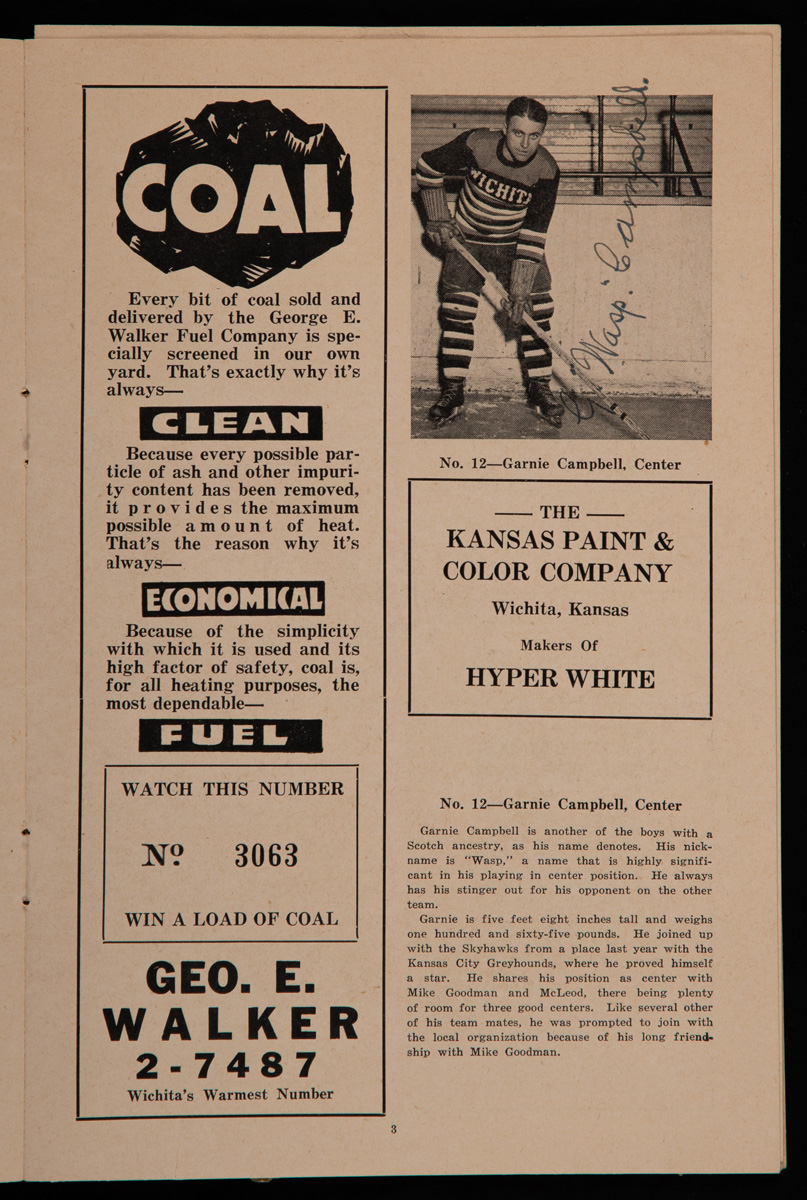 COAL
Every bit of coal sold and
delivered by the George E.
Walker Fuel Company is spe-
cially screened in our own
yard. That's exactly why it's
always—
CLEAN
Because every possible par-
ticle of ash and other impuri-
ty content has been removed,
it provides the maximum
possible amount of heat.
That's the reason why it's
always—
ECONOMICAL
Because of the simplicity
with which it is used and its
high factor of safety, coal is,
for all heating purposes, the
most dependable—
FUEL
WATCH THIS NUMBER
Nº 3063
WIN A LOAD OF COAL
GEO. E.
WALKER
2-7487
Wichita's Warmest Number
WICHITA
G. "Wasp" Campbell.
No. 12—Garnie Campbell, Center
THE
KANSAS PAINT &
COLOR COMPANY
Wichita, Kansas
Makers Of
HYPER WHITE
No. 12—Garnie Campbell, Center
Garnie Campbell is another of the boys with a
Scotch ancestry, as his name denotes. His nick-
name is "Wasp," a name that is highly signifi-
cant in his playing in center position. He always
has his stinger out for his opponent on the other
team.
Garnie is five feet eight inches tall and weighs
one hundred and sixty-five pounds. He joined up
with the Skyhawks from a place last year with the
Kansas City Greyhounds, where he proved himself
a star. He shares his position as center with
Mike Goodman and McLeod, there being plenty
of room for three good centers. Like several other
of his team mates, he was prompted to join with
the local organization because of his long friend-
ship with Mike Goodman.
3